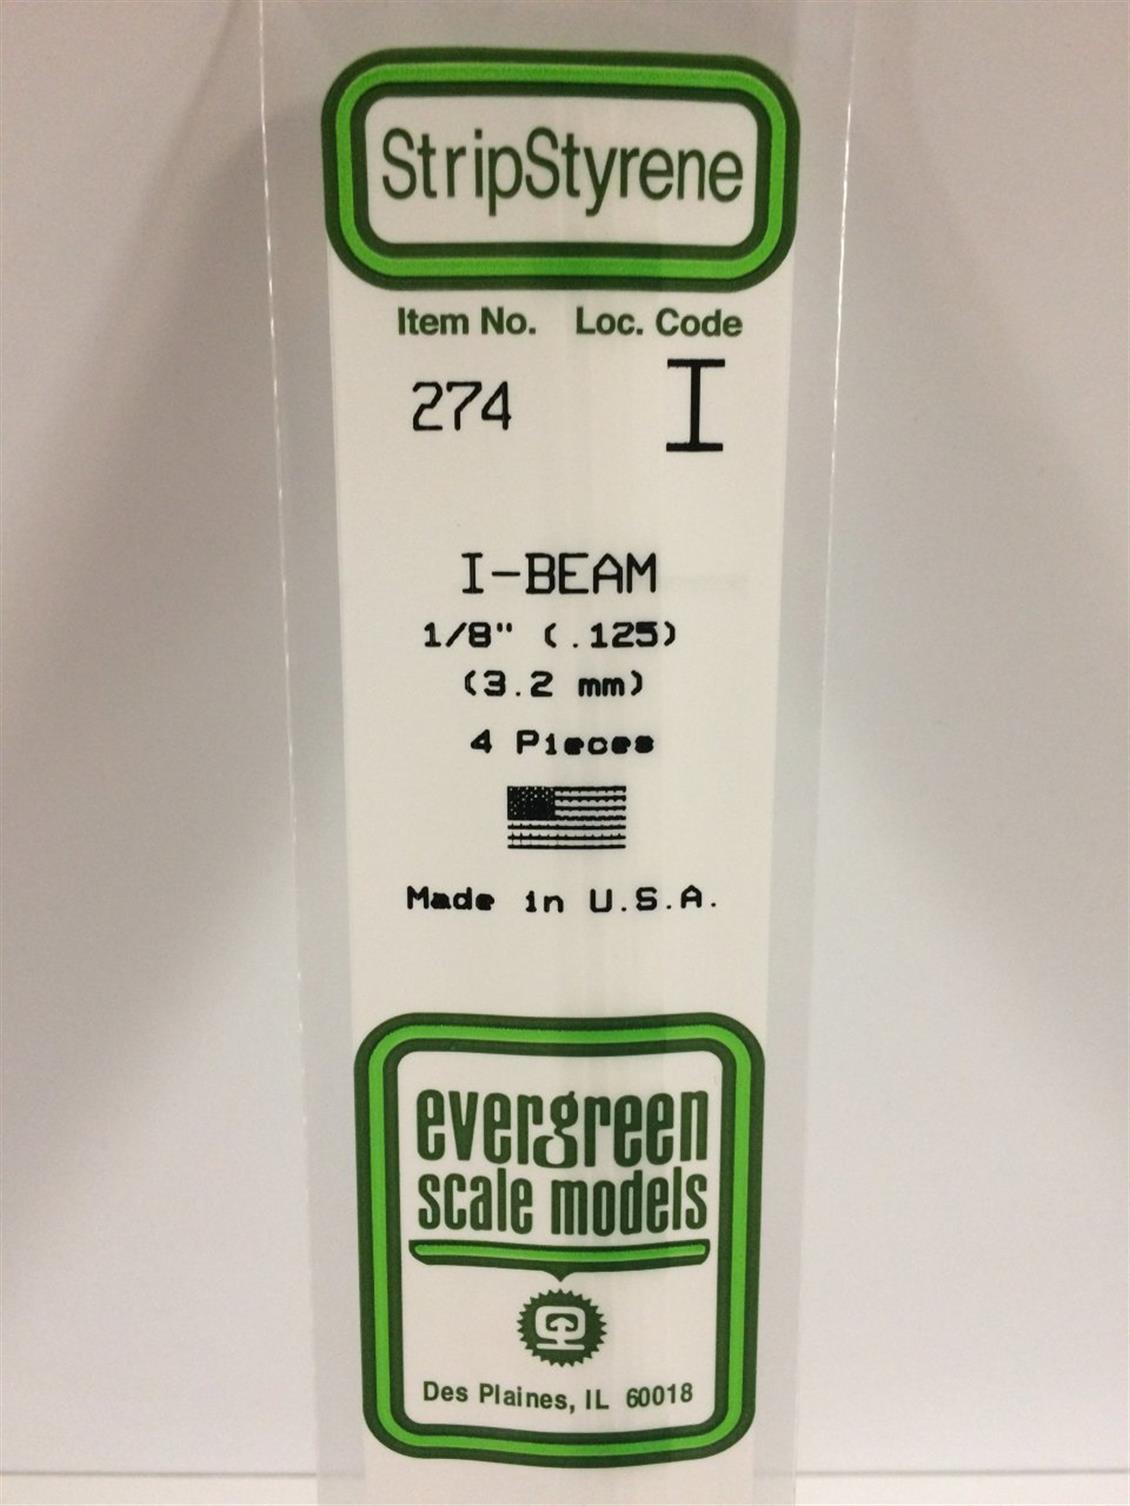 StripStyrene
Item No. Loc. Code
274 I
I-BEAM
1/8" (.125)
(3.2 mm)
4 Pieces
Made in U.S.A.
evergreen
scale models
Des Plaines, IL 60018